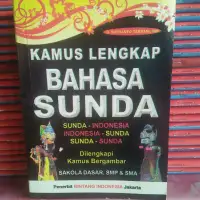 KAMUS LENGKAP
BAHASA
SUNDA
SUNDA - INDONESIA
INDONESIA - SUNDA
SUNDA - SUNDA
Dilengkapi
Kamus Bergambar
SAKOLA DASAR, SMP & SMA
Penerbit BINTANG INDONESIA Jakarta